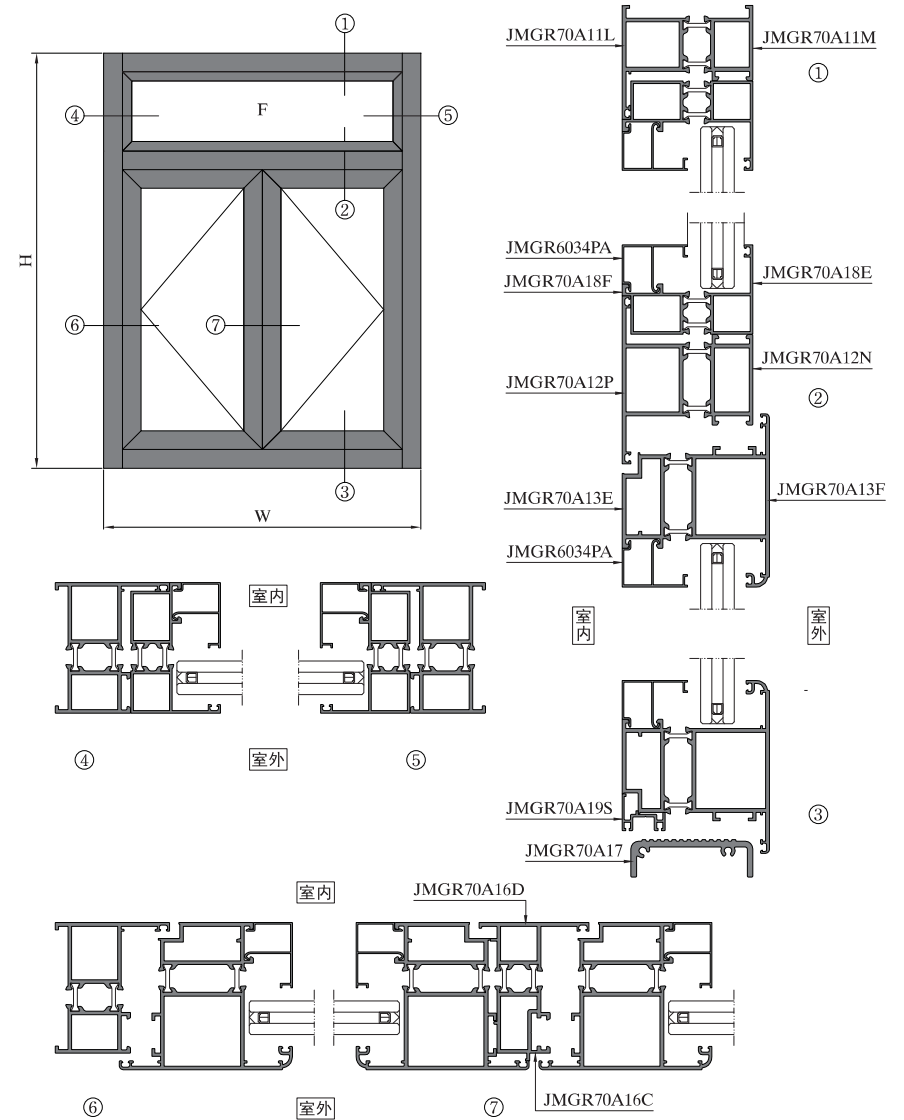 ①
JMGR70A11L
JMGR70A11M
①
④
F
⑤
②
H
⑥
⑦
③
W
JMGR6034PA
JMGR70A18F
JMGR70A18E
JMGR70A12P
JMGR70A12N
②
JMGR70A13E
JMGR70A13F
JMGR6034PA
室内
室外
室内
室外
④
⑤
JMGR70A19S
③
JMGR70A17
室内
JMGR70A16D
JMGR70A16C
⑥
室外
⑦